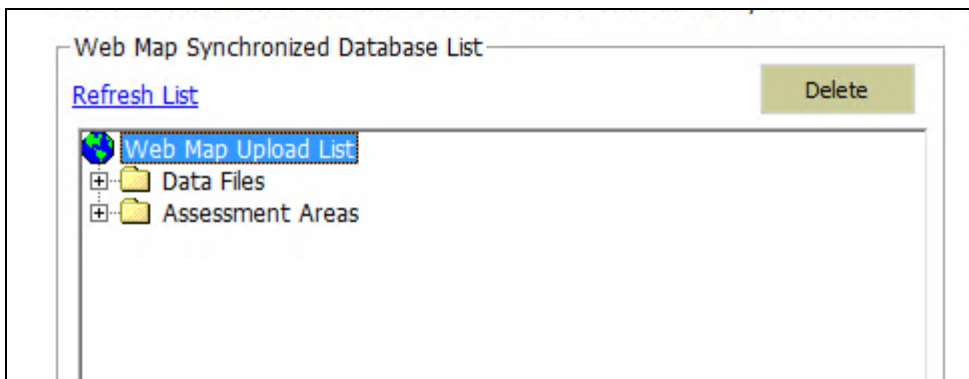 Web Map Synchronized Database List
Refresh List
Delete
Web Map Upload List
Data Files
Assessment Areas